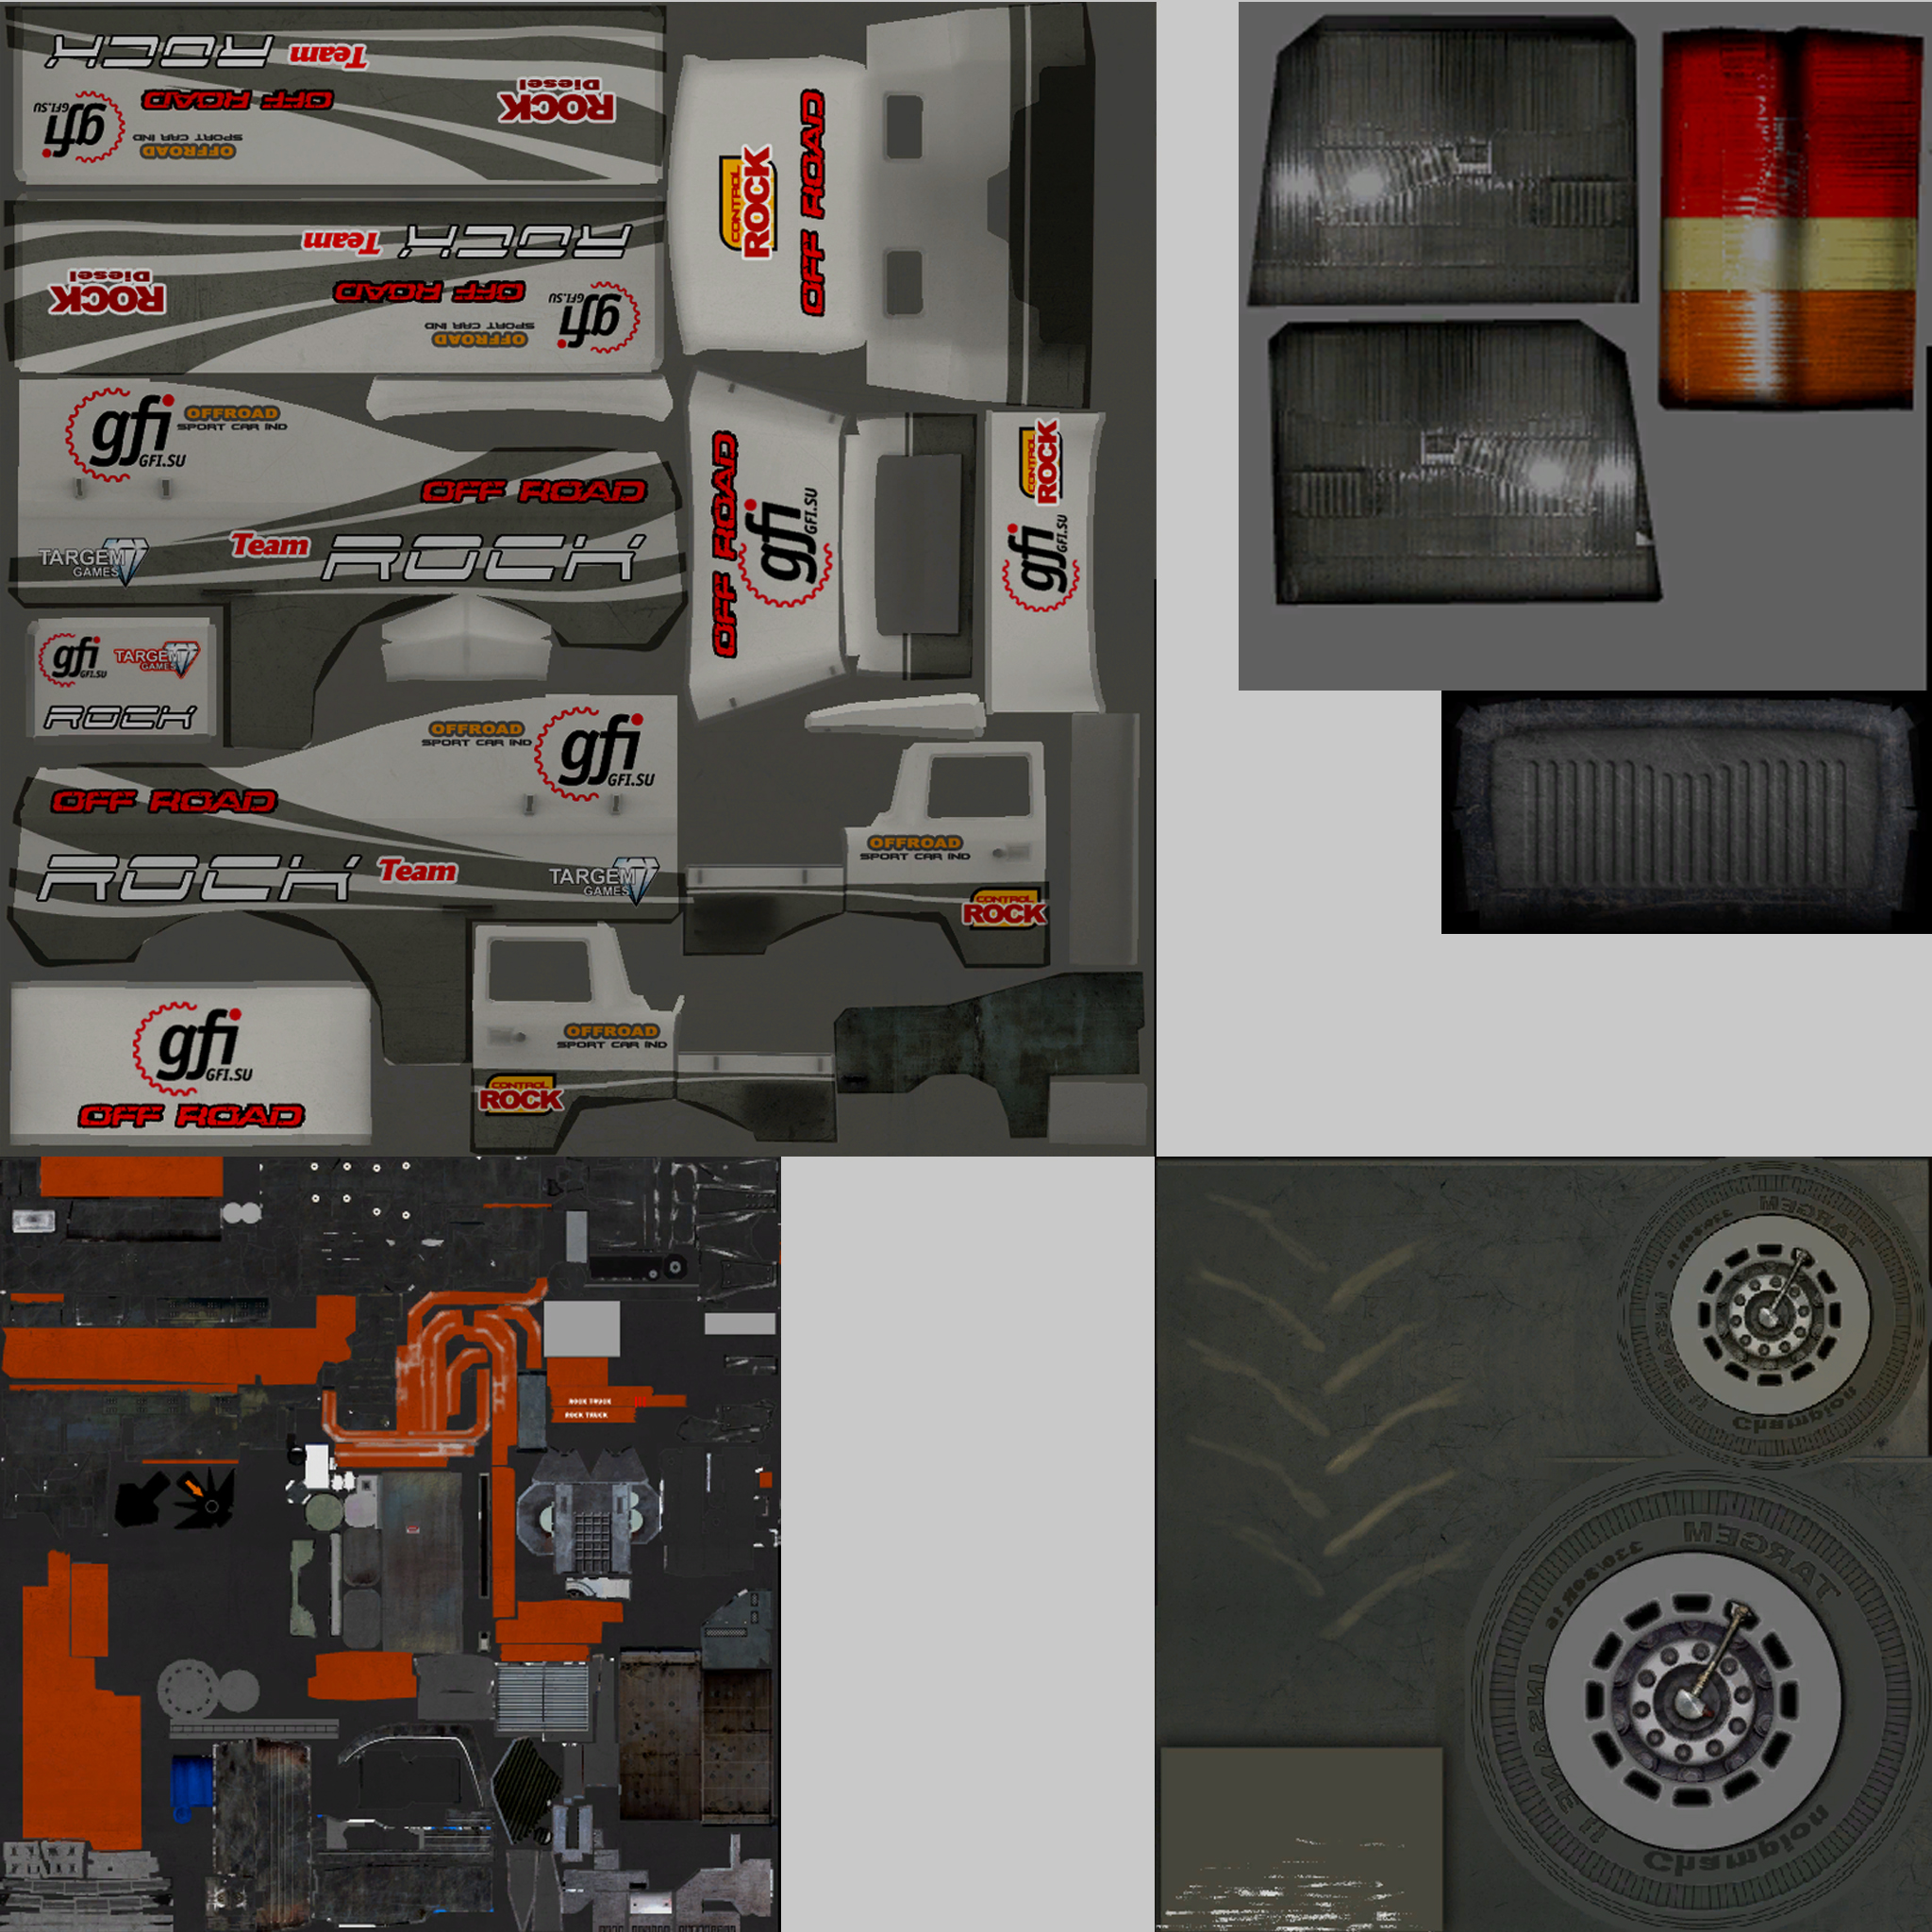 ROCK Team
OFF ROAD
gfi
GFI.SU
OFFROAD
SPORT CAR IND
ROCK
Diesel
Team ROCK
OFF ROAD
ROCK
Diesel
gfi
GFI.SU
OFFROAD
SPORT CAR IND
CONTROL
ROCK
OFF ROAD
gfi
GFI.SU
OFFROAD
SPORT CAR IND
OFF ROAD
Team ROCK
TARGEM
GAMES
OFF ROAD
gfi
GFI.SU
CONTROL
ROCK
gfi
GFI.SU
gfi
GFI.SU
TARGEM
GAMES
ROCK
OFFROAD
SPORT CAR IND
gfi
GFI.SU
OFF ROAD
ROCK Team
TARGEM
GAMES
OFFROAD
SPORT CAR IND
CONTROL
ROCK
gfi
GFI.SU
OFF ROAD
OFFROAD
SPORT CAR IND
CONTROL
ROCK
ROCK TRUCK
ROCK TRUCK
TARGEM
Champion
TARGEM
Champion